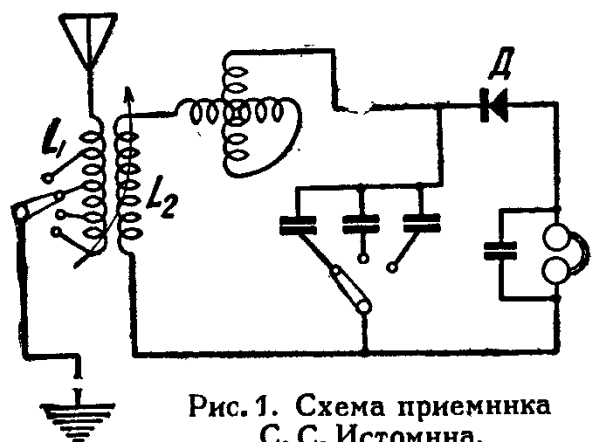 L₁
L₂
Д
Рис. 1. Схема приемника
С. С. Истомина.